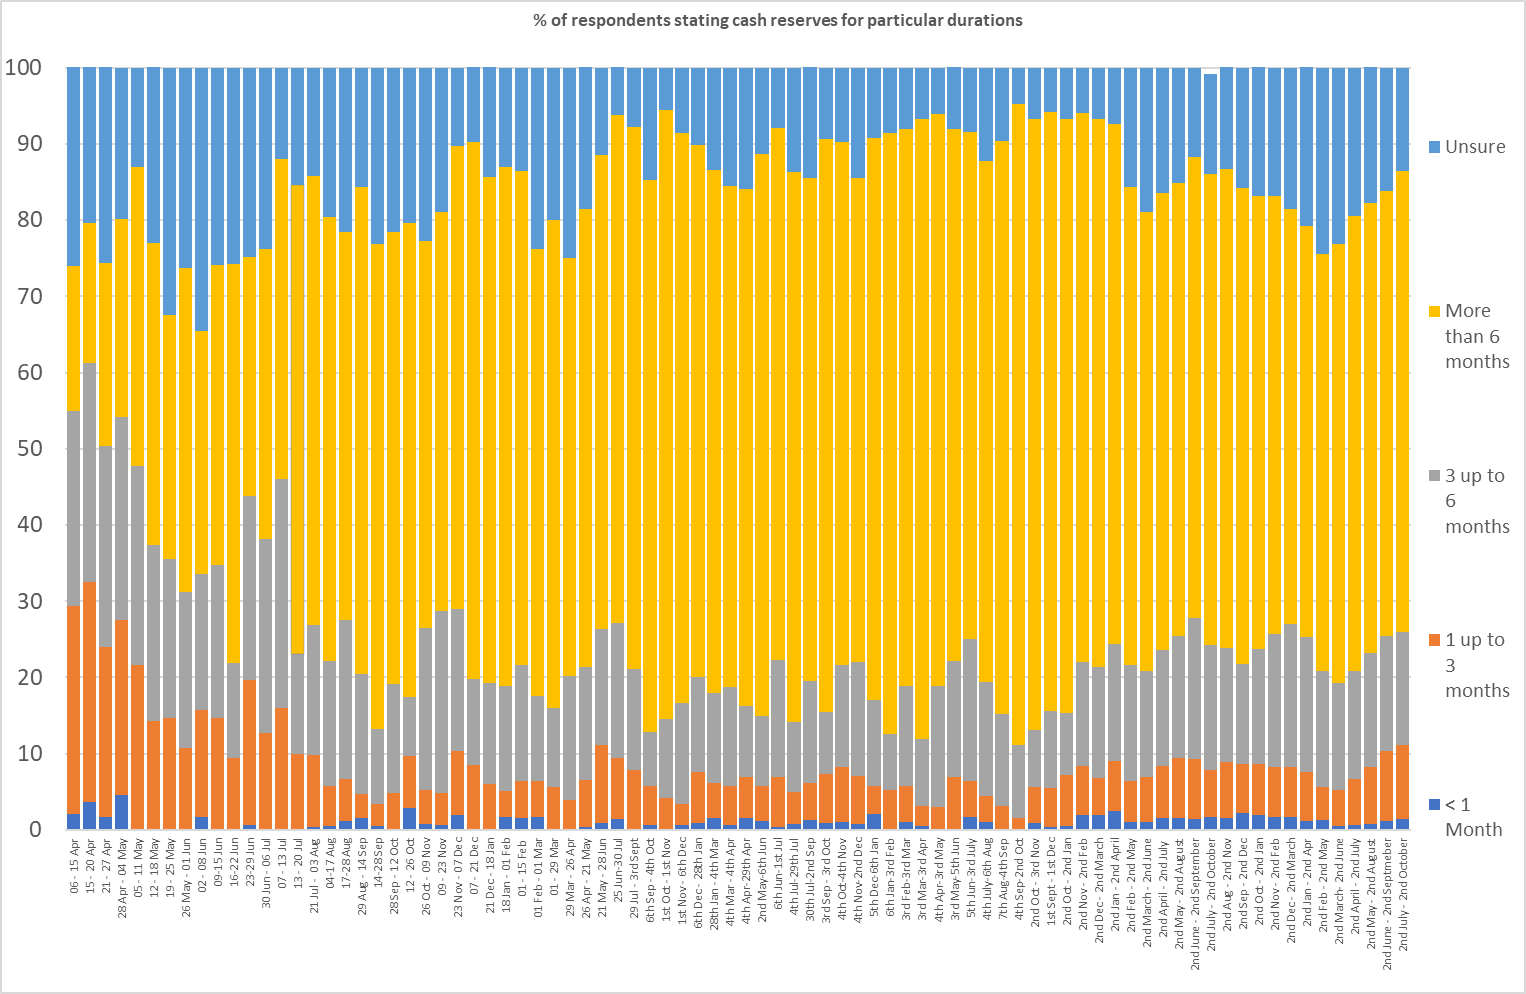 % of respondents stating cash reserves for particular durations
100
90
80
70
60
50
40
30
20
10
0
Unsure
More
than 6
months
3 up to
6
months
1 up to
3
months
< 1
Month
06 - 15 Apr
15 - 20 Apr
21 - 27 Apr
28 Apr - 04 May
05 - 11 May
12 - 18 May
19 - 25 May
26 May - 01 Jun
02 - 08 Jun
09-15 Jun
16-22 Jun
23-29 Jun
30 Jun - 06 Jul
07 - 13 Jul
13 - 20 Jul
21 Jul - 03 Aug
04-17 Aug
17-28 Aug
29 Aug - 14 Sep
14-28 Sep
28 Sep - 12 Oct
12 - 26 Oct
26 Oct - 09 Nov
09 - 23 Nov
23 Nov - 07 Dec
07 - 21 Dec
21 Dec - 18 Jan
18 Jan - 01 Feb
01 - 15 Feb
01 Feb - 01 Mar
01 - 29 Mar
29 Mar - 26 Apr
26 Apr - 21 May
21 May - 28 Jun
25 Jun-30 Jul
29 Jul - 3rd Sept
6th Sep - 4th Oct
1st Oct - 1st Nov
1st Nov - 6th Dec
6th Dec- 28th Jan
28th Jan - 4th Mar
4th Mar - 4th Apr
4th Apr-29th Apr
2nd May-6th Jun
6th Jun-1st Jul
4th Jul-29th Jul
30th Jul-2nd Sep
3rd Sep - 3rd Oct
4th Oct-4th Nov
4th Nov-2nd Dec
5th Dec-6th Jan
6th Jan-3rd Feb
3rd Feb-3rd Mar
3rd Mar-3rd Apr
4th Apr-3rd May
3rd May-5th Jun
5th Jun-3rd July
4th July-6th Aug
7th Aug-4th Sep
4th Sep-2nd Oct
2nd Oct - 3rd Nov
1st Sept - 1st Dec
2nd Oct - 2nd Jan
2nd Nov - 2nd Feb
2nd Dec - 2nd March
2nd Jan - 2nd April
2nd Feb - 2nd May
2nd March - 2nd June
2nd April - 2nd July
2nd May - 2nd August
2nd June - 2nd September
2nd July - 2nd October
2nd Aug - 2nd Nov
2nd Sep - 2nd Dec
2nd Oct - 2nd Jan
2nd Nov - 2nd Feb
2nd Dec - 2nd March
2nd Jan - 2nd Apr
2nd Feb - 2nd May
2nd March- 2nd June
2nd April - 2nd July
2nd May - 2nd August
2nd June - 2nd Septmeber
2nd July - 2nd October